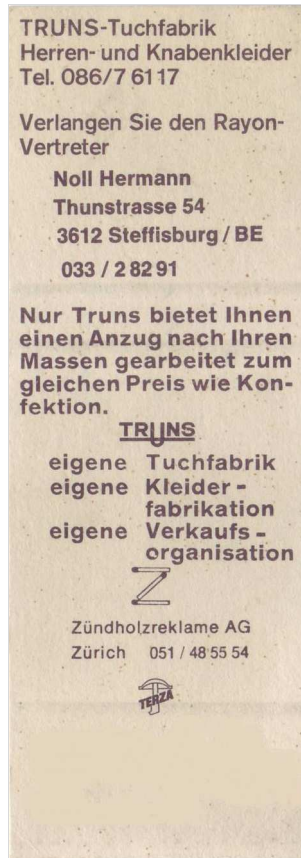 TRUNS-Tuchfabrik
Herren- und Knabenkleider
Tel. 086/7 61 17
Verlangen Sie den Rayon-
Vertreter
Noll Hermann
Thunstrasse 54
3612 Steffisburg / BE
033 / 2 82 91
Nur Truns bietet Ihnen
einen Anzug nach Ihren
Massen gearbeitet zum
gleichen Preis wie Kon-
fektion.
TRUNS
eigene Tuchfabrik
eigene Kleider-
fabrikation
eigene Verkaufs-
organisation
Z
Zündholzreklame AG
Zürich 051 / 48 55 54
TERZA